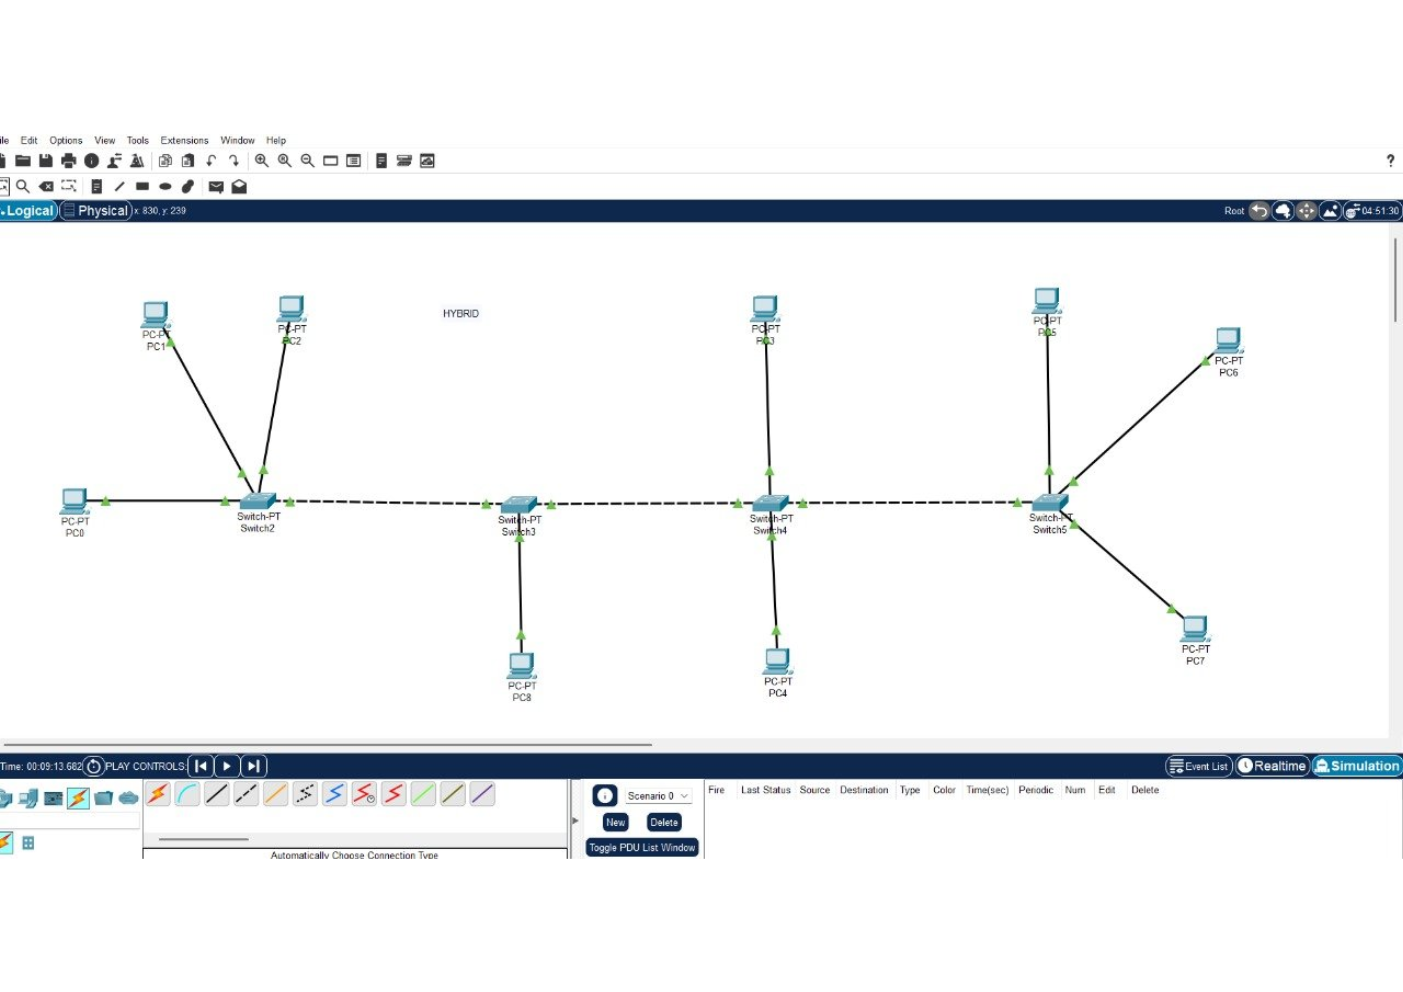 ile Edit Options View Tools Extensions Window Help
?
Logical Physical x: 830, y: 239 Root 04:51:30
HYBRID
PC-PT
PC1
PC-PT
PC2
PC-PT
PC3
PC-PT
PC5
PC-PT
PC6
PC-PT
PC0
Switch-PT
Switch2
Switch-PT
Switch3
Switch-PT
Switch4
Switch-PT
Switch5
PC-PT
PC8
PC-PT
PC4
PC-PT
PC7
Time: 00:09:13.682 PLAY CONTROLS: Event List Realtime Simulation
Scenario 0
New Delete
Toggle PDU List Window
Fire Last Status Source Destination Type Color Time(sec) Periodic Num Edit Delete
Automatically Choose Connection Type